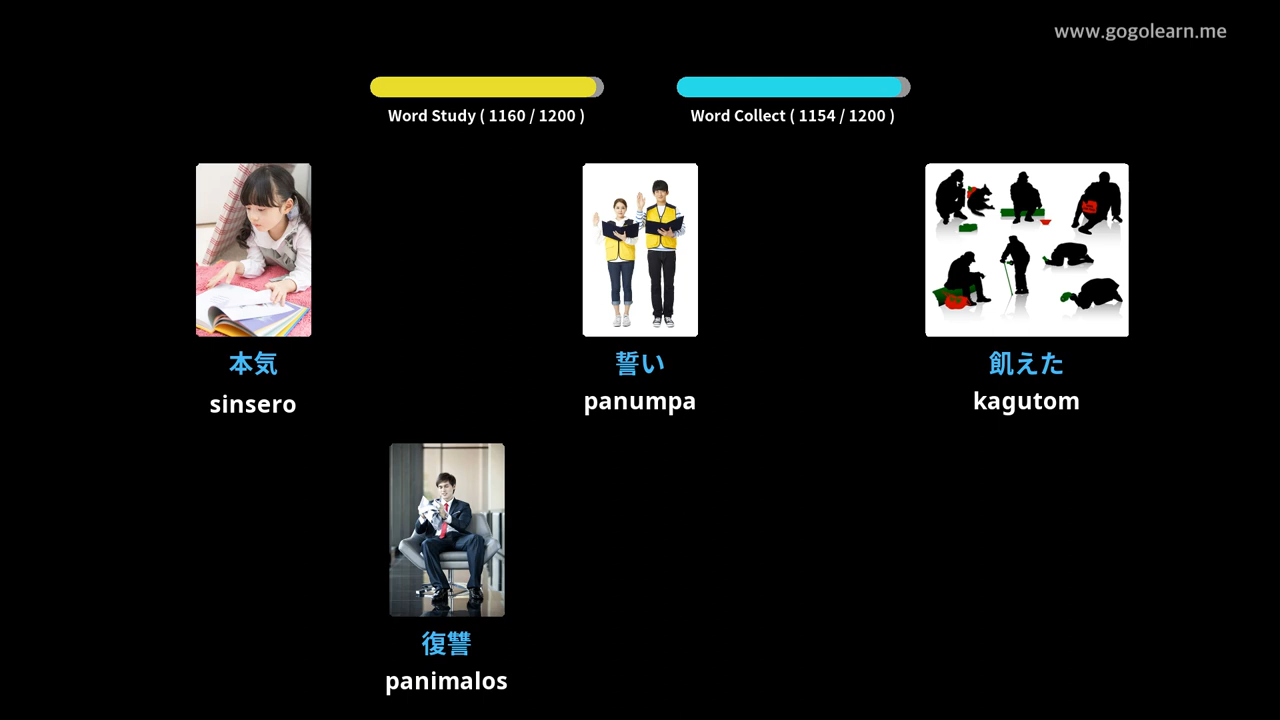 www.gogolearn.me
Word Study ( 1160 / 1200 )
Word Collect ( 1154 / 1200 )
本気
sinsero
誓い
panumpa
飢えた
kagutom
復讐
panimalos